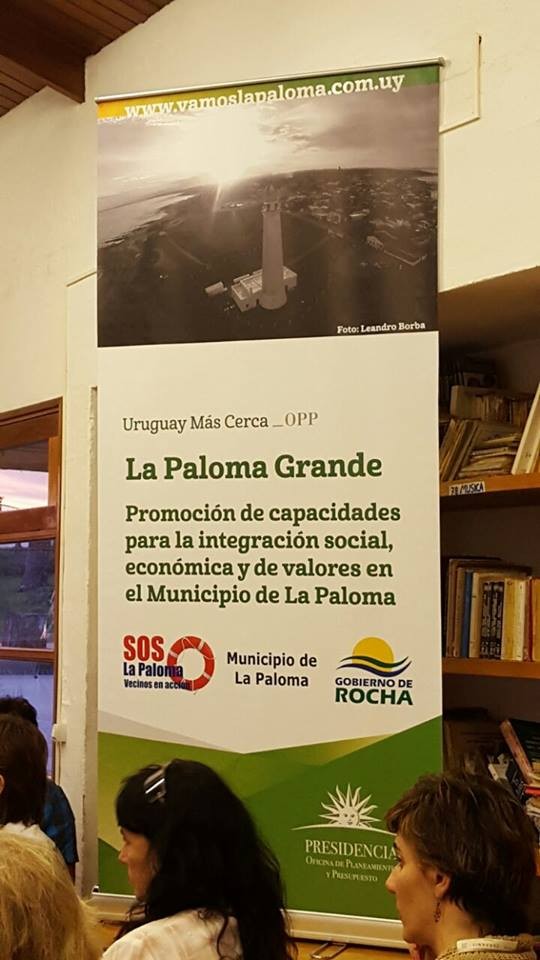 www.vamoslapaloma.com.uy
Foto: Leandro Borba
Uruguay Más Cerca _OPP
La Paloma Grande
Promoción de capacidades
para la integración social,
económica y de valores en
el Municipio de La Paloma
SOS
La Paloma
Vecinos en acción
Municipio de
La Paloma
GOBIERNO DE
ROCHA
PRESIDENCIA
OFICINA DE PLANEAMIENTO
Y PRESUPUESTO
MUSICA